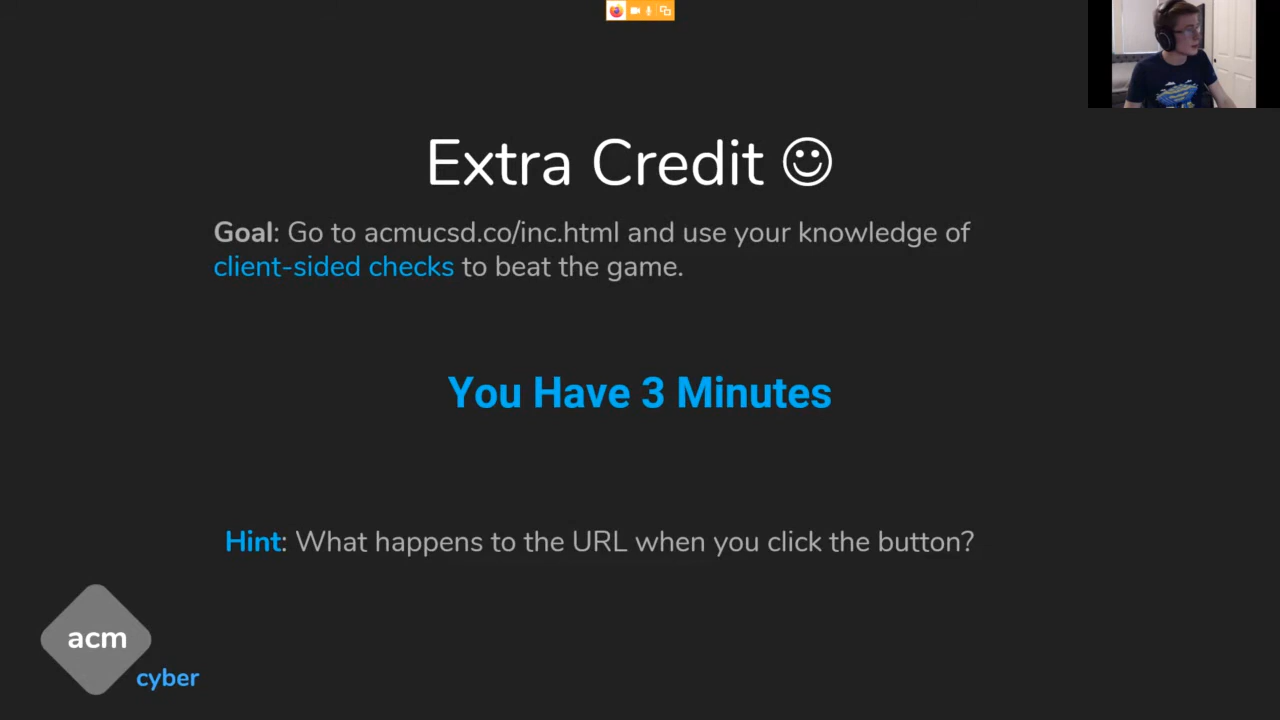 Extra Credit ☺
Goal: Go to acmucsd.co/inc.html and use your knowledge of
client-sided checks to beat the game.
You Have 3 Minutes
Hint: What happens to the URL when you click the button?
acm
cyber